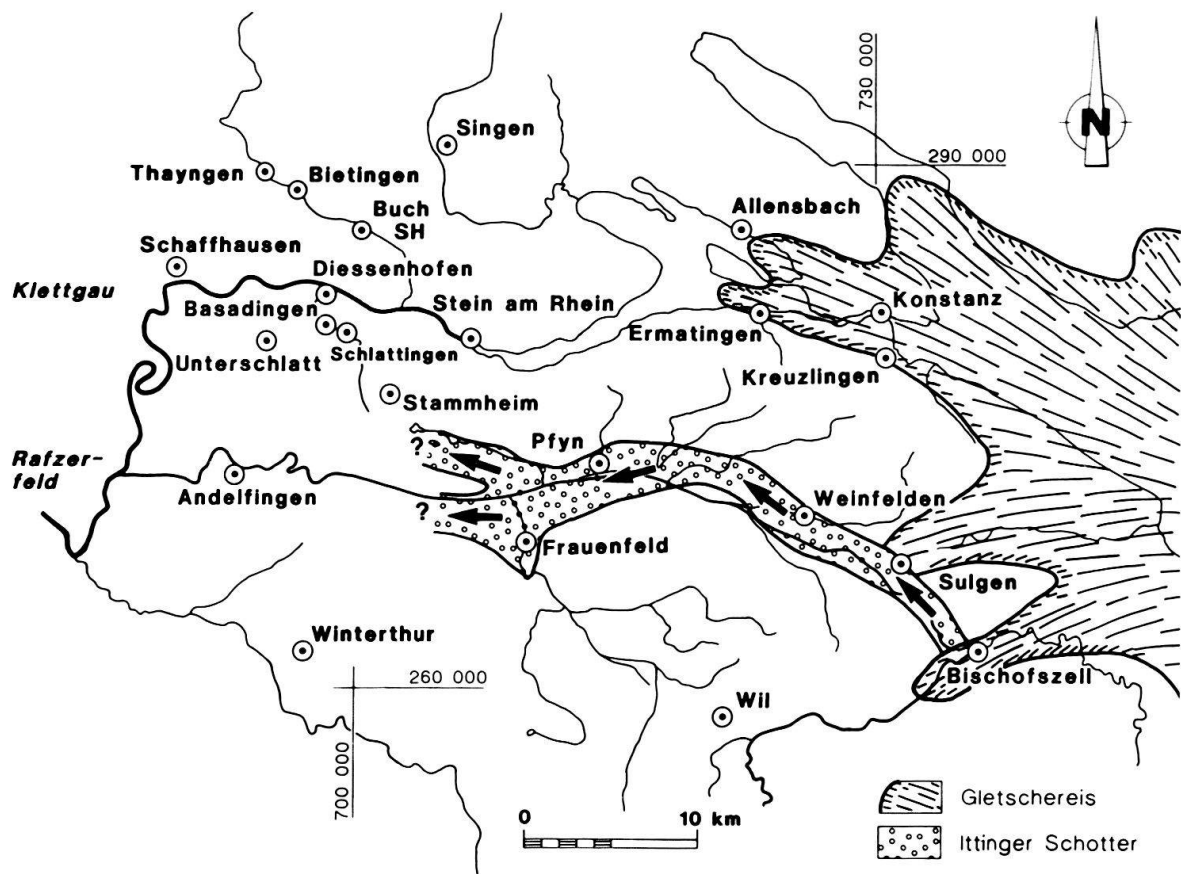 730 000
290 000
N
Singen
Thayngen
Bietingen
Buch
SH
Allensbach
Schaffhausen
Klettgau
Diessenhofen
Basadingen
Stein am Rhein
Konstanz
Ermatingen
Unterschlatt
Schlattingen
Kreuzlingen
Stammheim
Pfyn
?
Rafzer-
feld
Andelfingen
Weinfelden
?
Frauenfeld
Sulgen
Winterthur
260 000
Bischofszell
Wil
700 000
0 10 km
Gletschereis
Ittinger Schotter